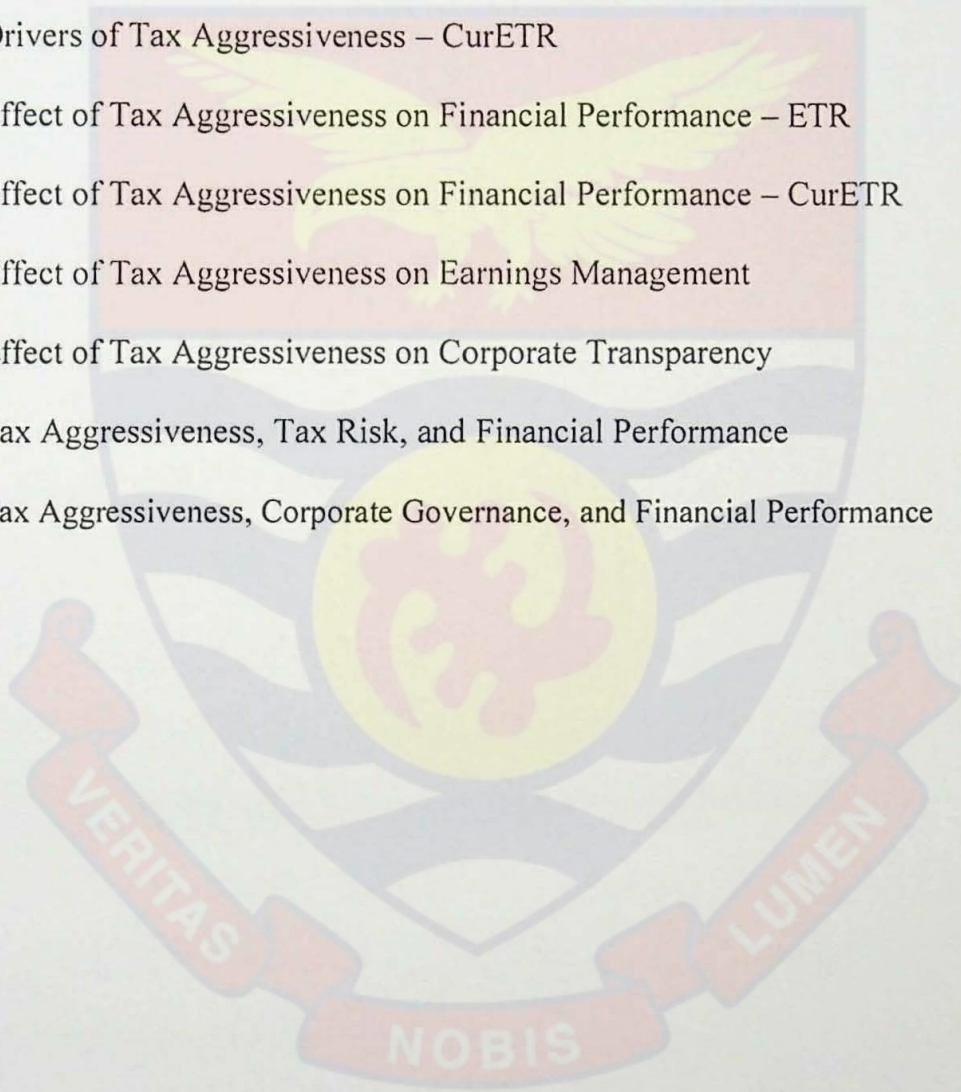 rivers of Tax Aggressiveness – CurETR
ffect of Tax Aggressiveness on Financial Performance – ETR
ffect of Tax Aggressiveness on Financial Performance – CurETR
ffect of Tax Aggressiveness on Earnings Management
ffect of Tax Aggressiveness on Corporate Transparency
ax Aggressiveness, Tax Risk, and Financial Performance
ax Aggressiveness, Corporate Governance, and Financial Performance
VERITAS
NOBIS
LUMEN